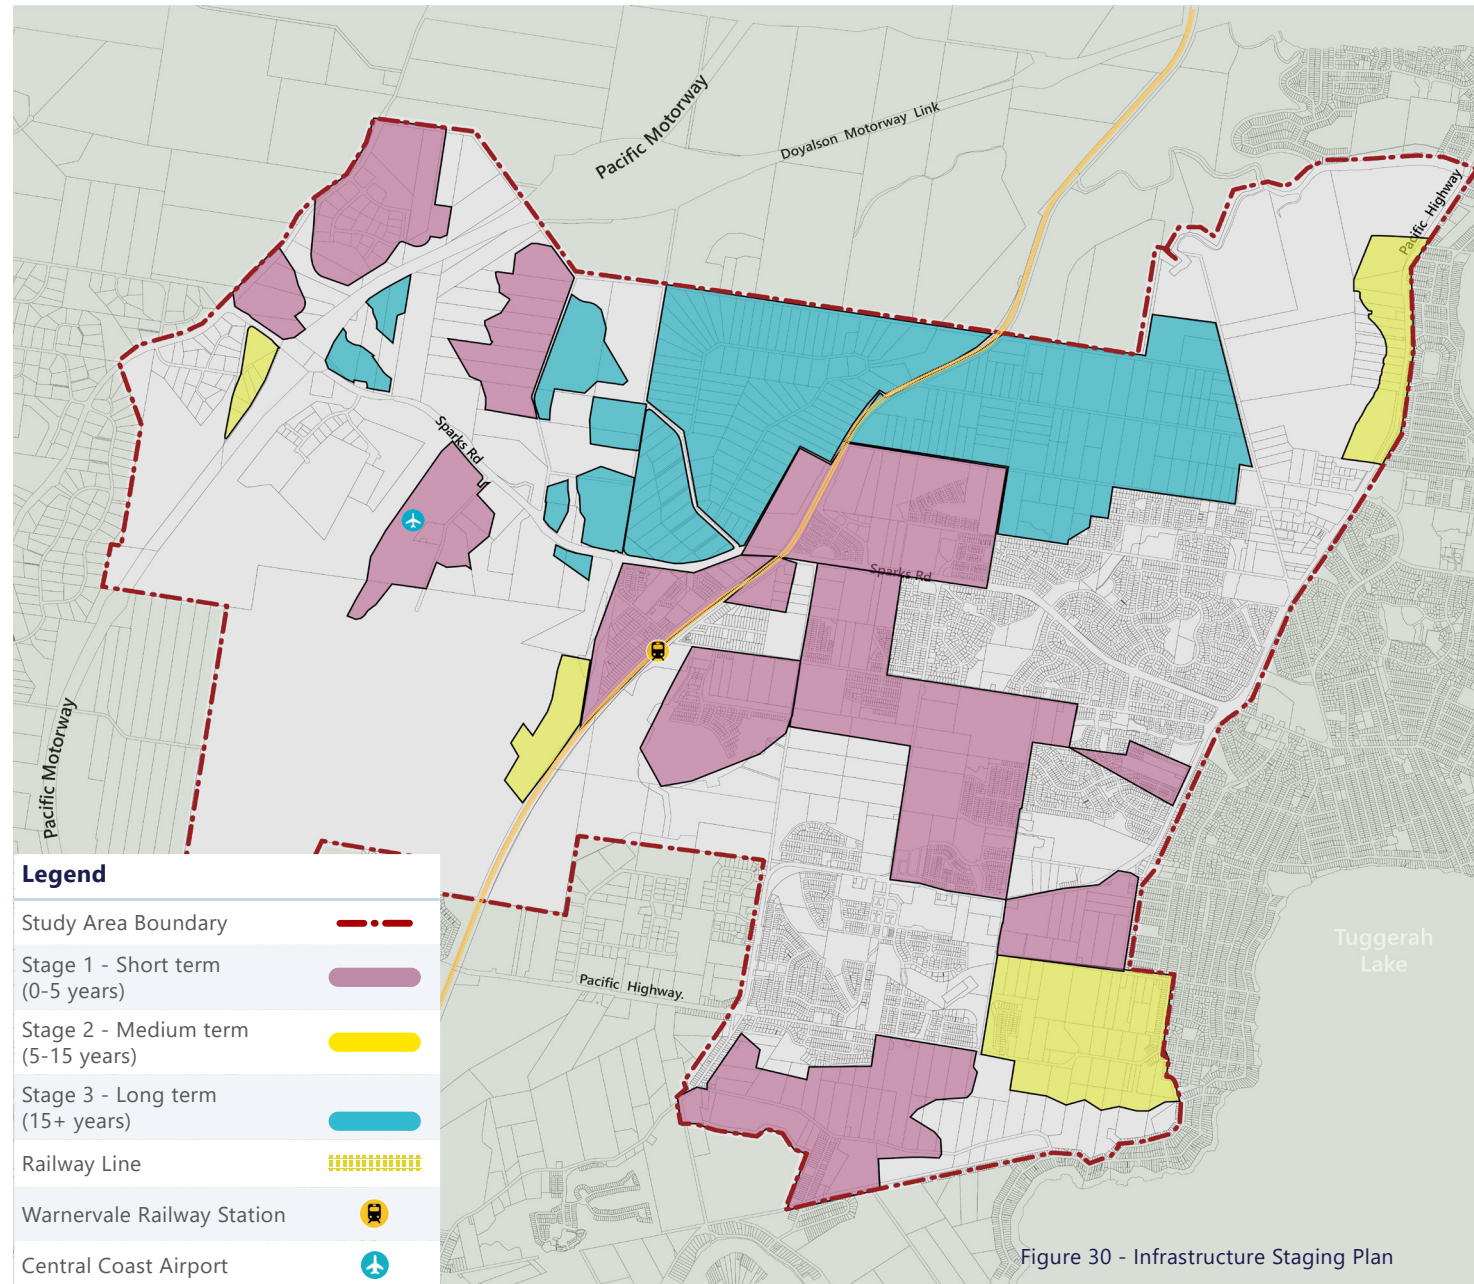 Pacific Motorway
Doyalson Motorway Link
Pacific Highway
Sparks Rd
Sparks Rd
Pacific Motorway
Legend
Study Area Boundary
Stage 1 - Short term
(0-5 years)
Stage 2 - Medium term
(5-15 years)
Stage 3 - Long term
(15+ years)
Railway Line
Warnervale Railway Station
Central Coast Airport
Pacific Highway.
Tuggerah
Lake
Figure 30 - Infrastructure Staging Plan